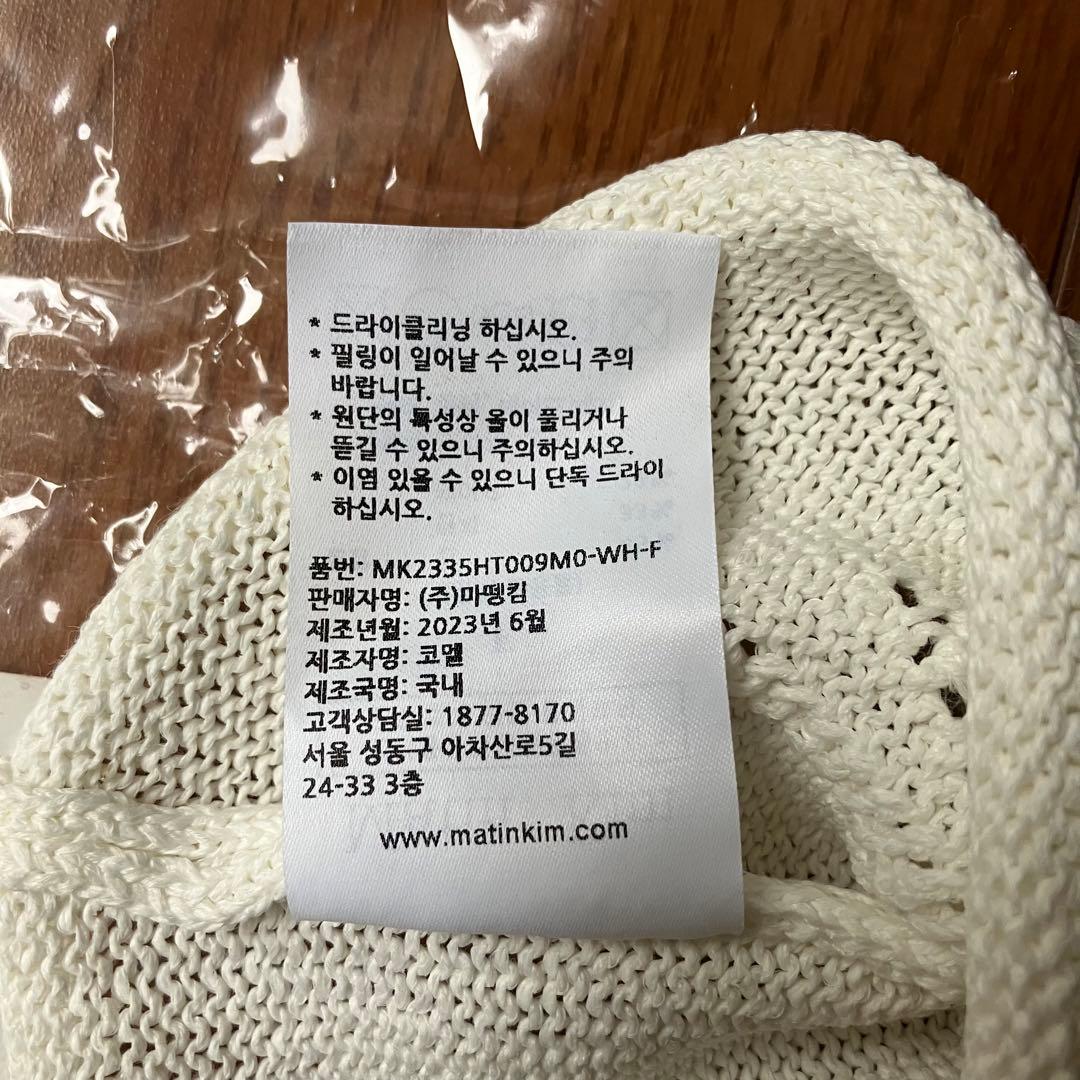 * 드라이클리닝 하십시오.
* 필링이 일어날 수 있으니 주의
바랍니다.
* 원단의 특성상 올이 풀리거나
뜯길 수 있으니 주의하십시오.
* 이염 있을 수 있으니 단독 드라이
하십시오.
품번: MK2335HT009M0-WH-F
판매자명: (주)마뗑킴
제조년월: 2023년 6월
제조자명: 코멜
제조국명: 국내
고객상담실: 1877-8170
서울 성동구 아차산로5길
24-33 3층
www.matinkim.com